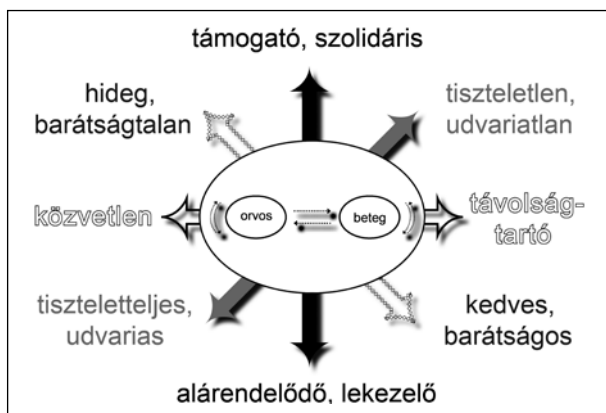 támogató, szolidáris
hideg,
barátságtalan
tiszteletlen,
udvariatlan
közvetlen
orvos
beteg
távolság-
tartó
tiszteletteljes,
udvarias
kedves,
barátságos
alárendelődő, lekezelő